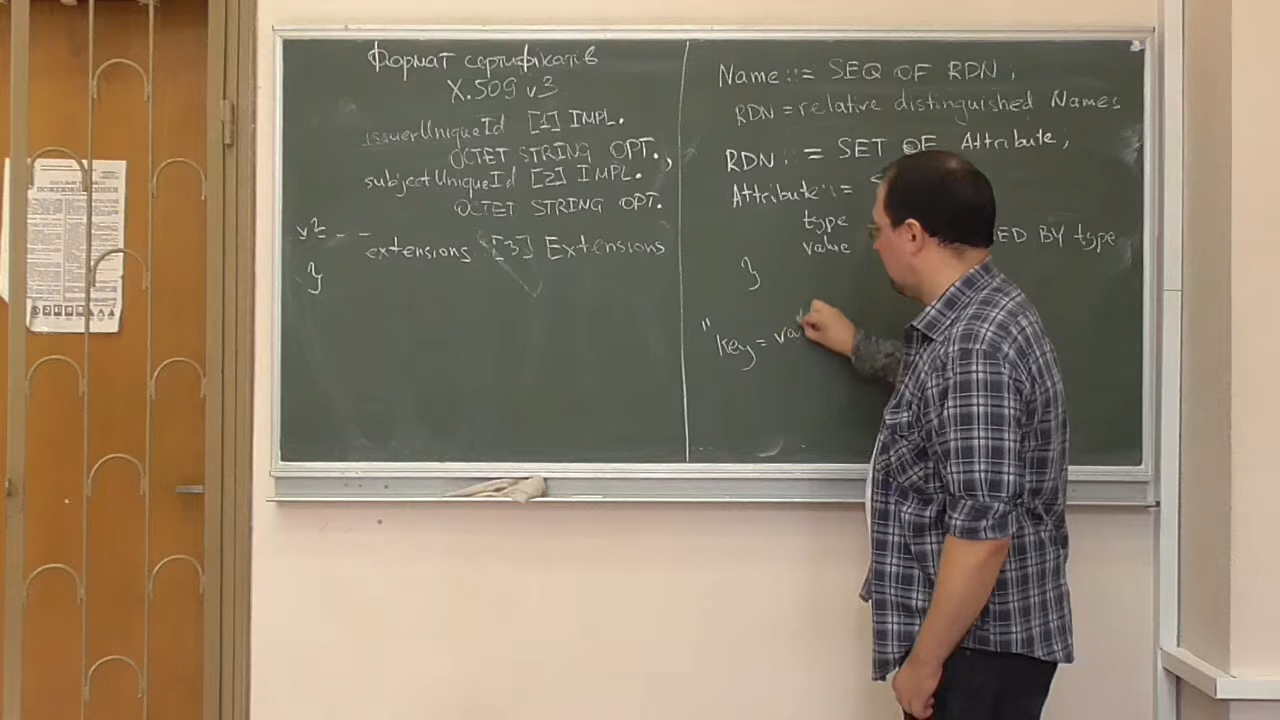 Формат сертифікатів
X.509 v3
issuerUniqueId [1] IMPL.
OCTET STRING OPT.,
subjectUniqueId [2] IMPL.
OCTET STRING OPT.
extensions [3] Extensions
}
Name ::= SEQ OF RDN,
RDN = relative distinguished Names
RDN ::= SET OF Attribute;
Attribute ::=
type
value ED BY type
}
"key = va